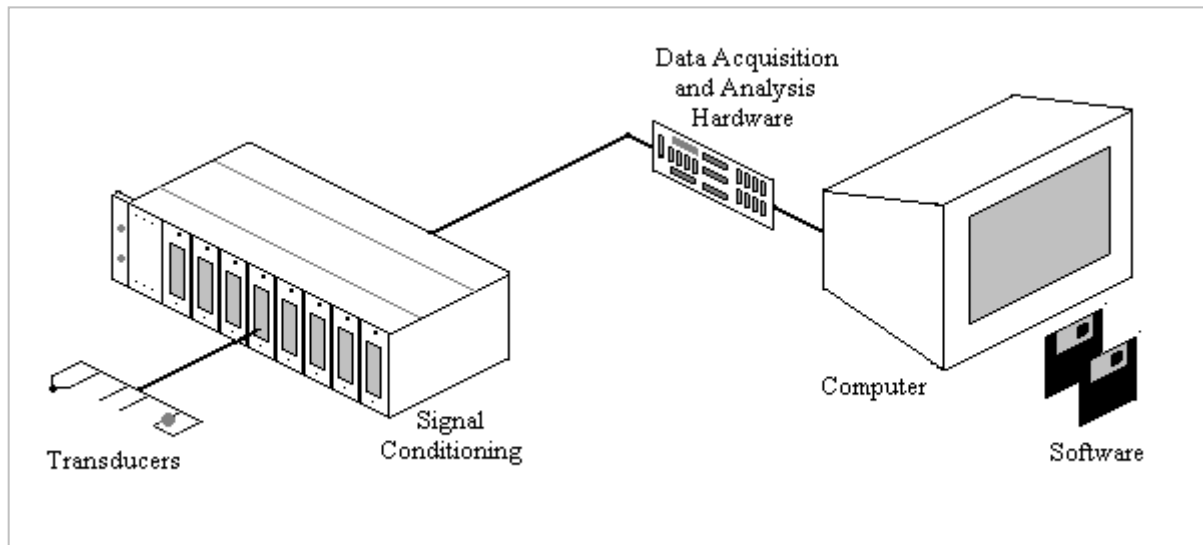 Data Acquisition
and Analysis
Hardware
Signal
Conditioning
Transducers
Computer
Software